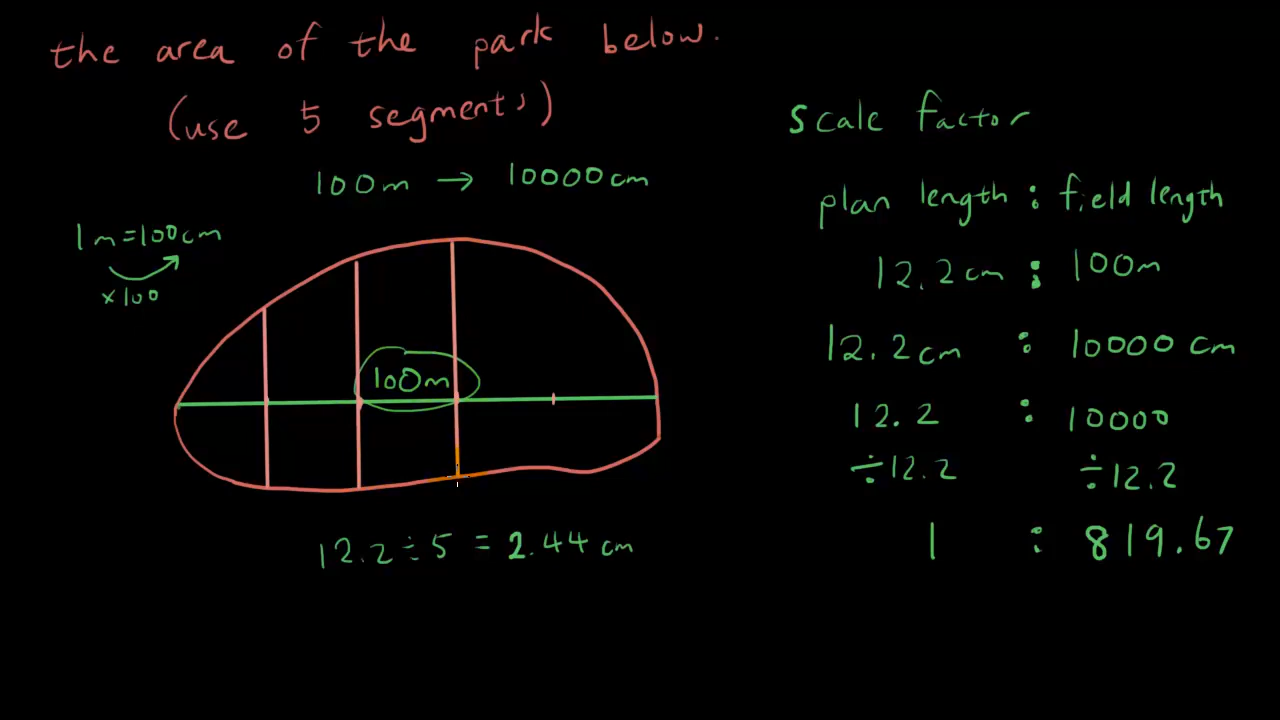 the area of the park below.
(use 5 segments)
100m → 10000cm
1m=100cm
×100
100m
12.2÷5 = 2.44 cm
scale factor
plan length : field length
12.2cm : 100m
12.2cm : 10000 cm
12.2 : 10000
÷12.2 ÷12.2
1 : 819.67